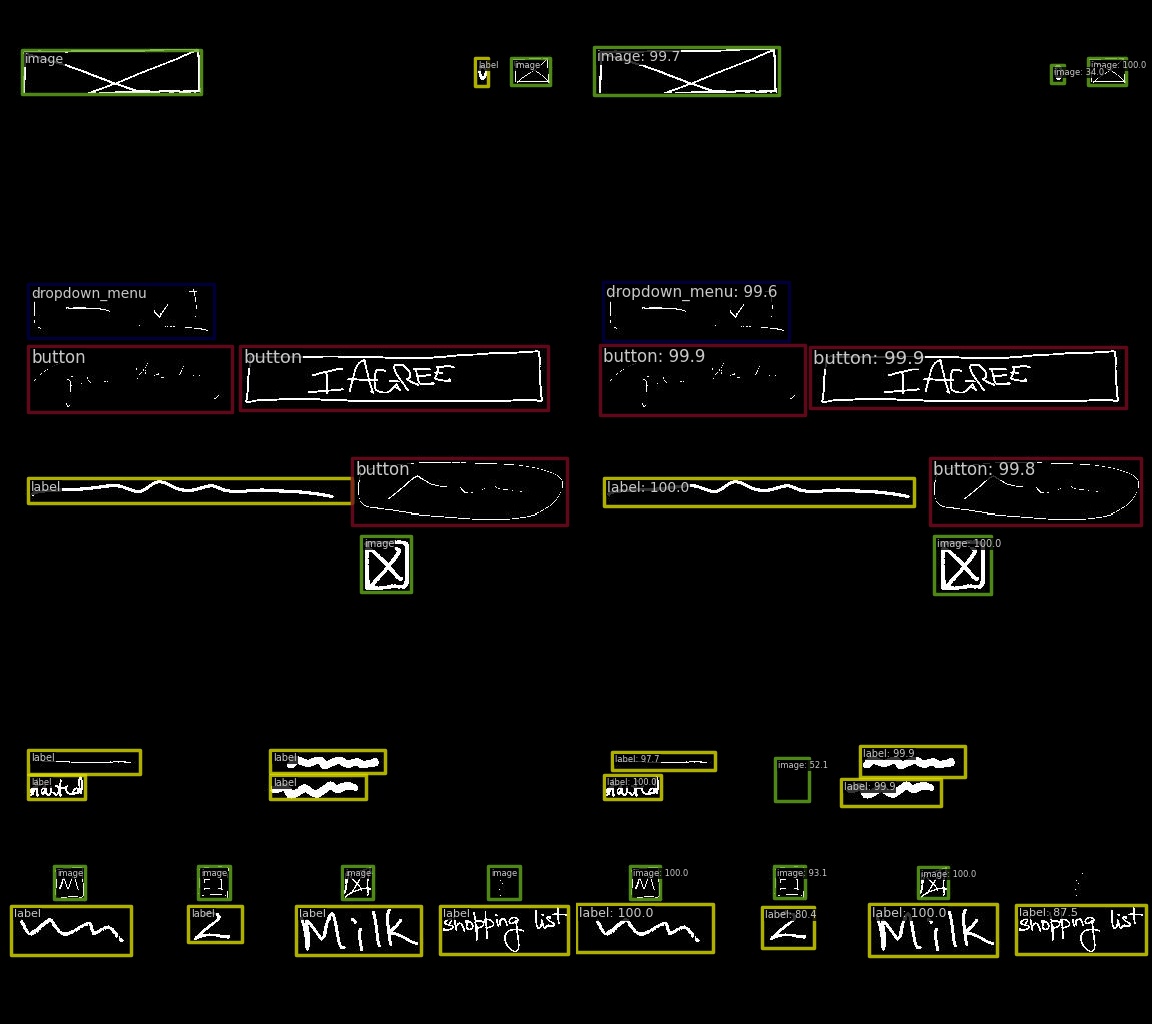 image
label
image
image: 99.7
image: 34.0
image: 100.0
dropdown_menu
dropdown_menu: 99.6
button
button
button: 99.9
button: 99.9
I AGREE
I AGREE
label
button
label: 100.0
button: 99.8
image
image: 100.0
label
label
label: 97.7
image: 52.1
label: 99.9
label
label
label: 100.0
label: 99.9
image
image
image
image
image: 100.0
image: 93.1
image: 100.0
label
label
label
label
label: 100.0
label: 80.4
label: 100.0
label: 87.5
Milk
shopping list
Milk
shopping list